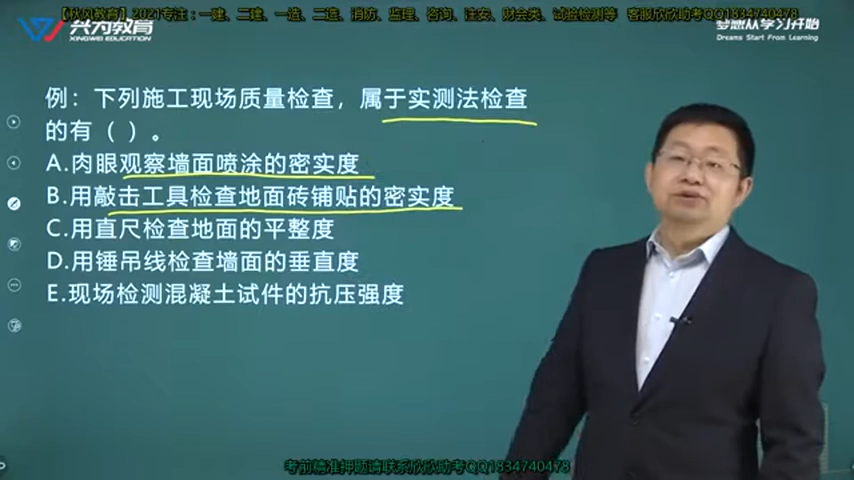 【秋风教育】2021专注：一建、二建、一造、二造、消防、监理、咨询、注安、财会类、试验检测等 客服欣欣助考QQ1834740478
兴为教育
XINGWEI EDUCATION
梦想从学习开始
Dreams Start From Learning
例：下列施工现场质量检查，属于实测法检查
的有（ ）。
A.肉眼观察墙面喷涂的密实度
B.用敲击工具检查地面砖铺贴的密实度
C.用直尺检查地面的平整度
D.用锤吊线检查墙面的垂直度
E.现场检测混凝土试件的抗压强度
考前精准押题请联系欣欣助考QQ1834740478